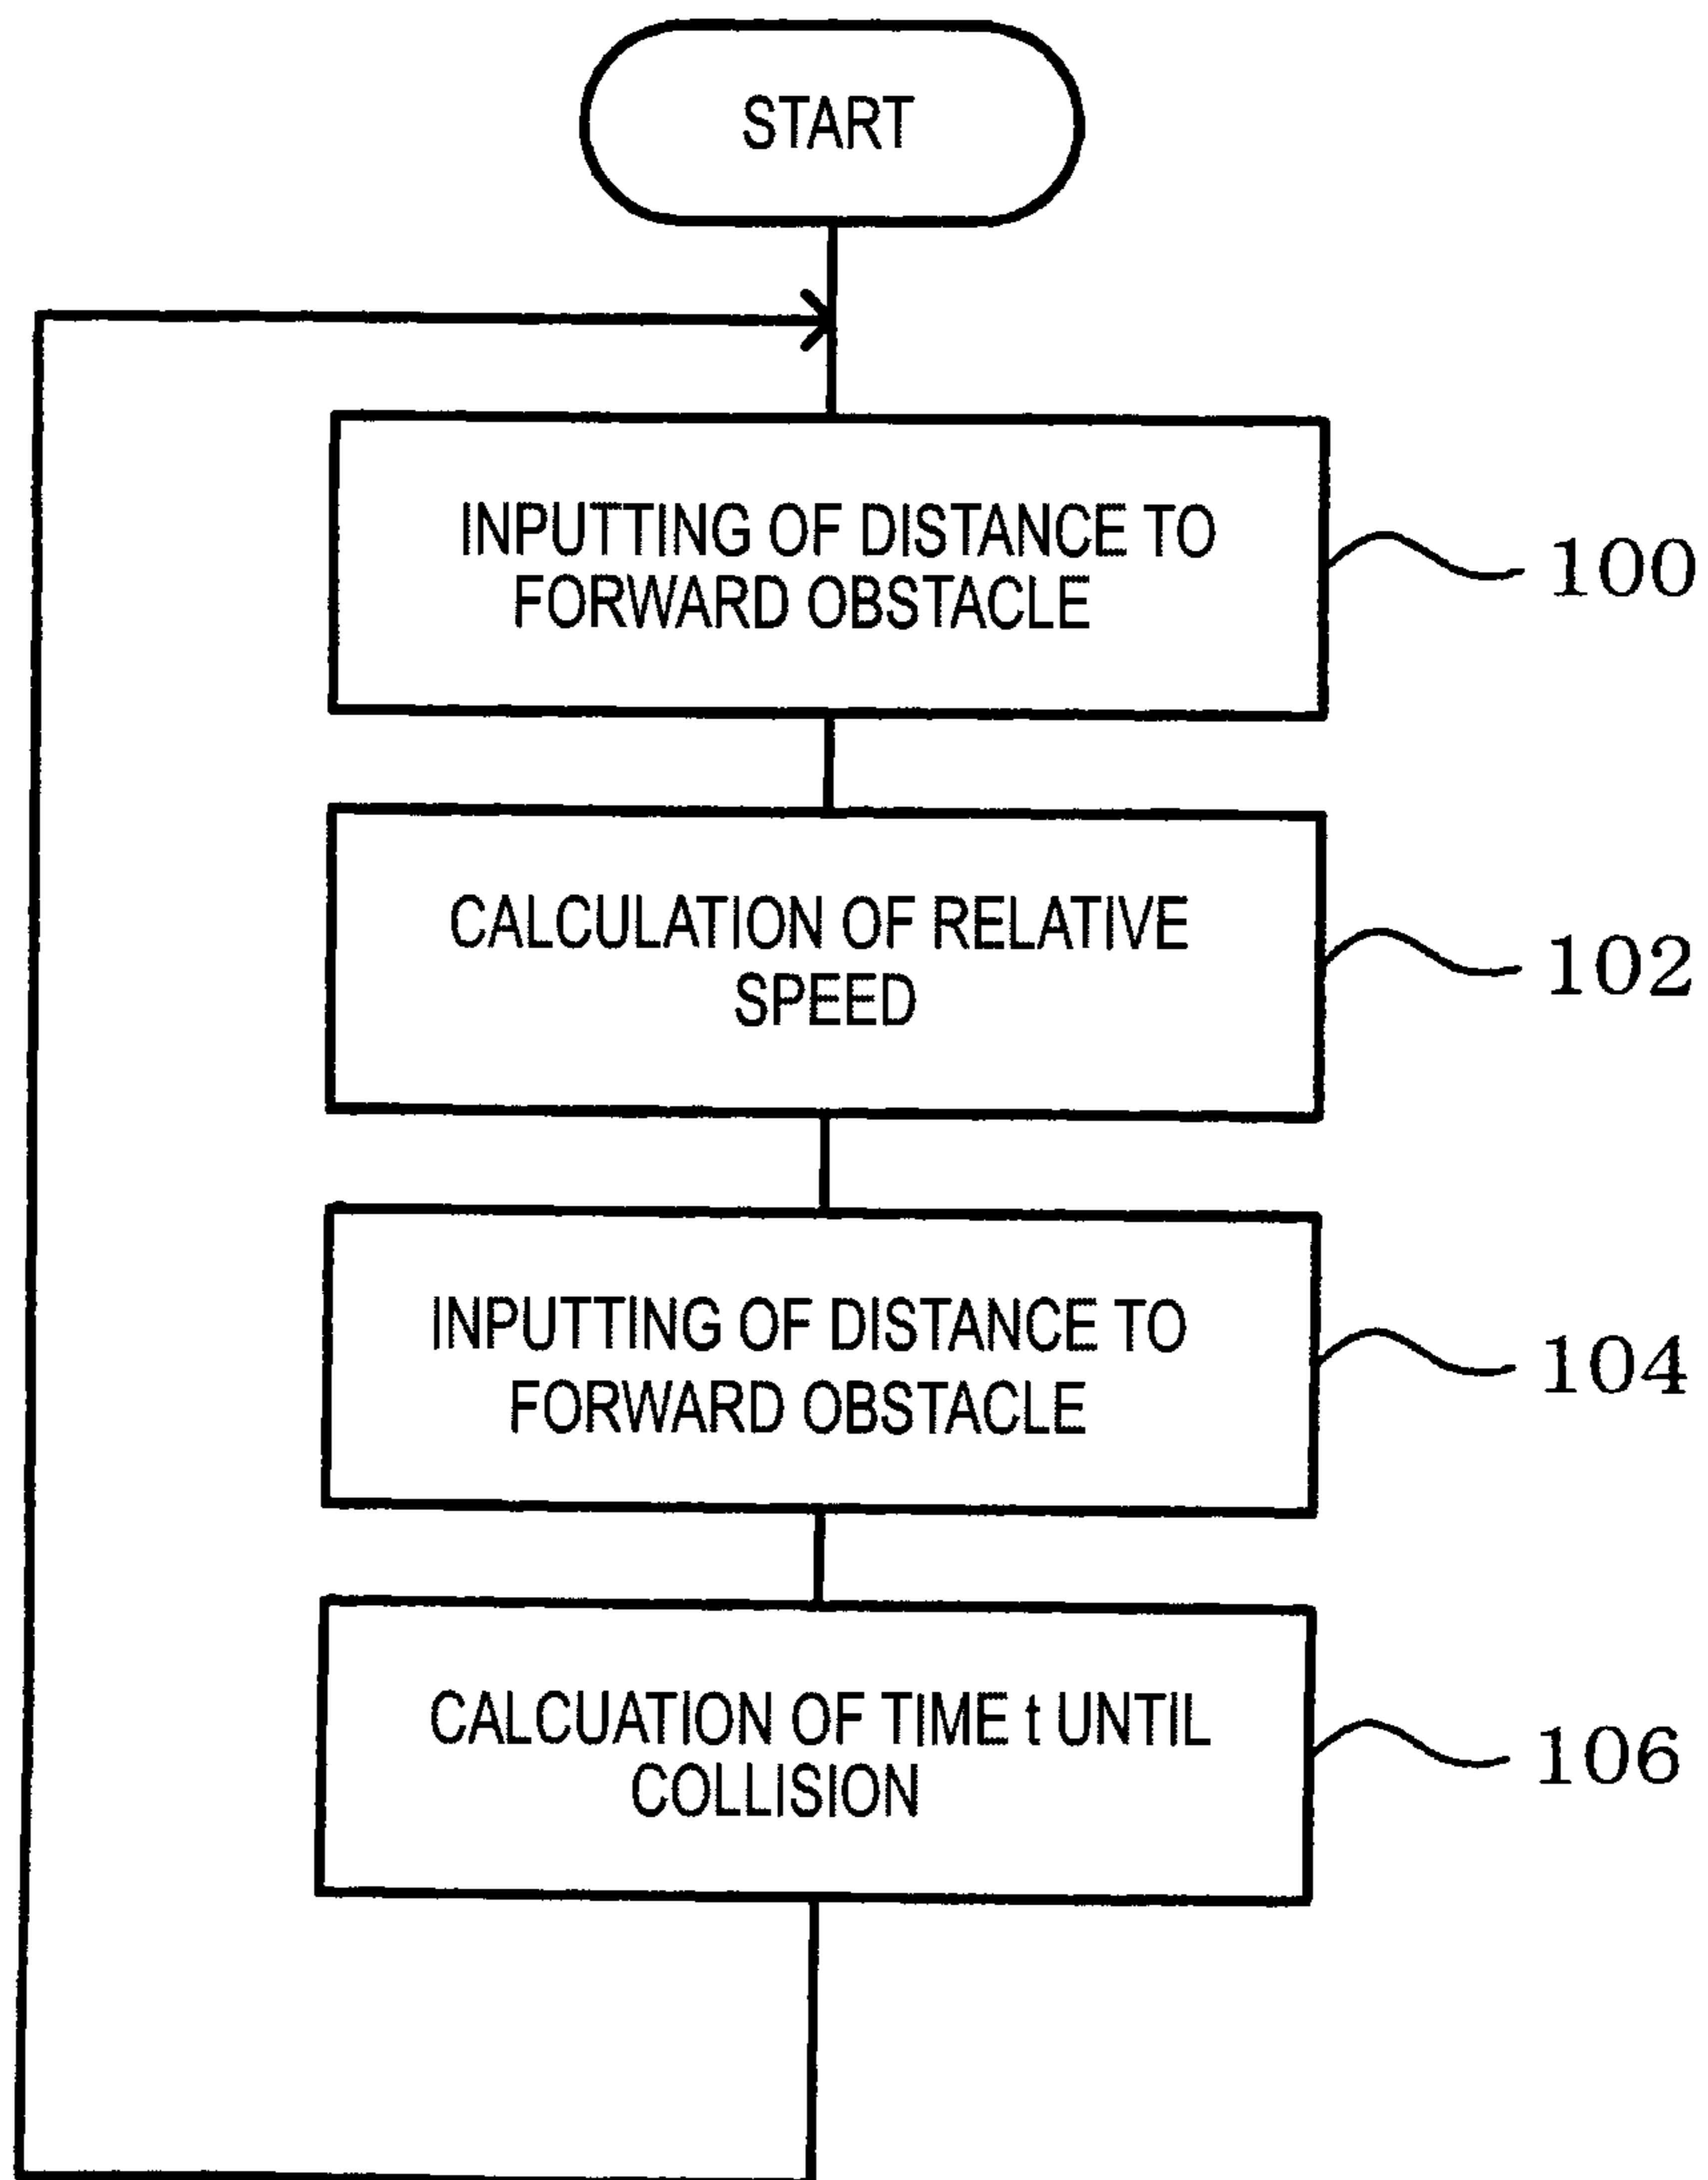 START
INPUTTING OF DISTANCE TO
FORWARD OBSTACLE
100
CALCULATION OF RELATIVE
SPEED
102
INPUTTING OF DISTANCE TO
FORWARD OBSTACLE
104
CALCUATION OF TIME t UNTIL
COLLISION
106